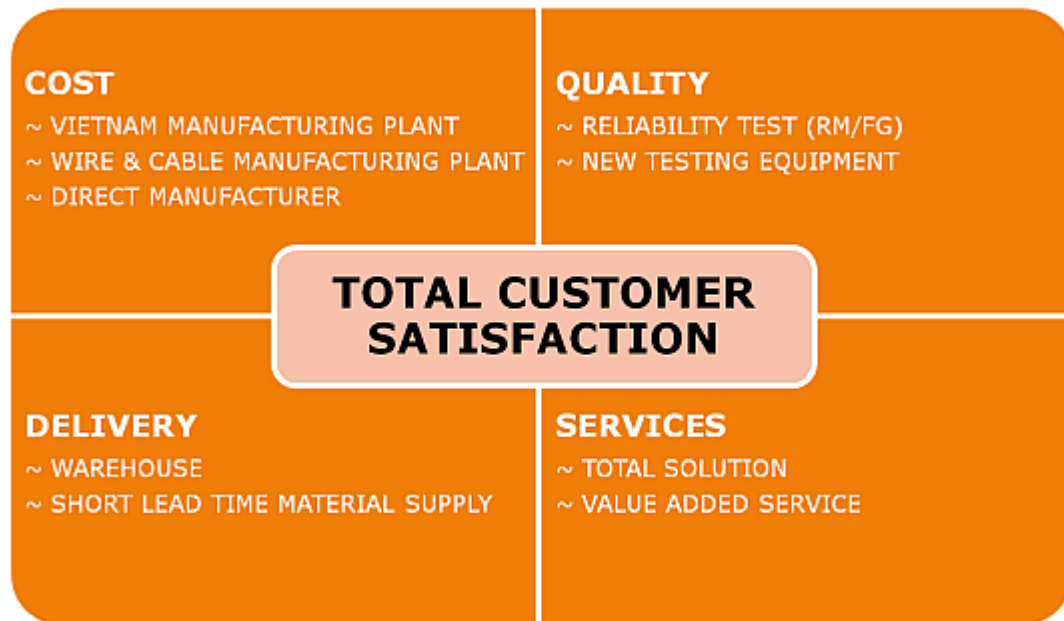 COST
~ VIETNAM MANUFACTURING PLANT
~ WIRE & CABLE MANUFACTURING PLANT
~ DIRECT MANUFACTURER
QUALITY
~ RELIABILITY TEST (RM/FG)
~ NEW TESTING EQUIPMENT
TOTAL CUSTOMER
SATISFACTION
DELIVERY
~ WAREHOUSE
~ SHORT LEAD TIME MATERIAL SUPPLY
SERVICES
~ TOTAL SOLUTION
~ VALUE ADDED SERVICE